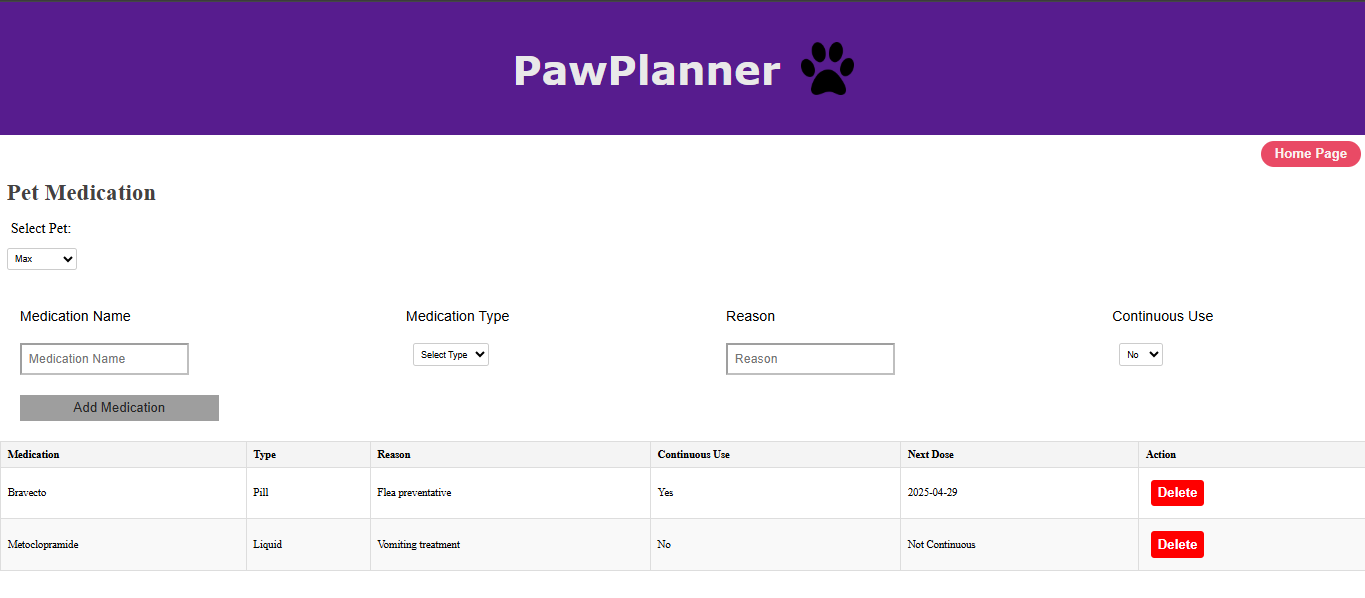 PawPlanner
Home Page
Pet Medication
Select Pet:
Max
Medication Name Medication Type Reason Continuous Use
Medication Name Select Type Reason No
Add Medication
Medication Type Reason Continuous Use Next Dose Action
Bravecto Pill Flea preventative Yes 2025-04-29 Delete
Metoclopramide Liquid Vomiting treatment No Not Continuous Delete